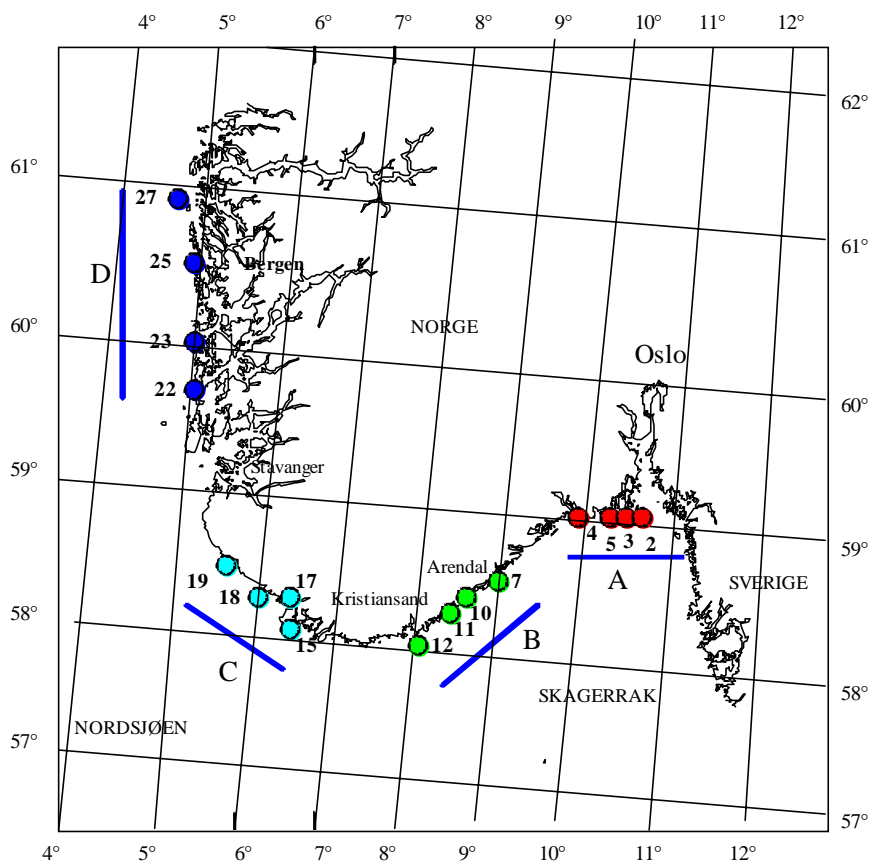 4° 5° 6° 7° 8° 9° 10° 11° 12°
62°
61°
27
61°
D
25
Bergen
60°
23
NORGE
Oslo
22
60°
59°
Stavanger
4 5 3 2
59°
19
18
17
Arendal
7
A
SVERIGE
58°
Kristiansand
10
11
15
12
B
C
SKAGERRAK
58°
NORDSJØEN
57°
57°
4° 5° 6° 7° 8° 9° 10° 11° 12°